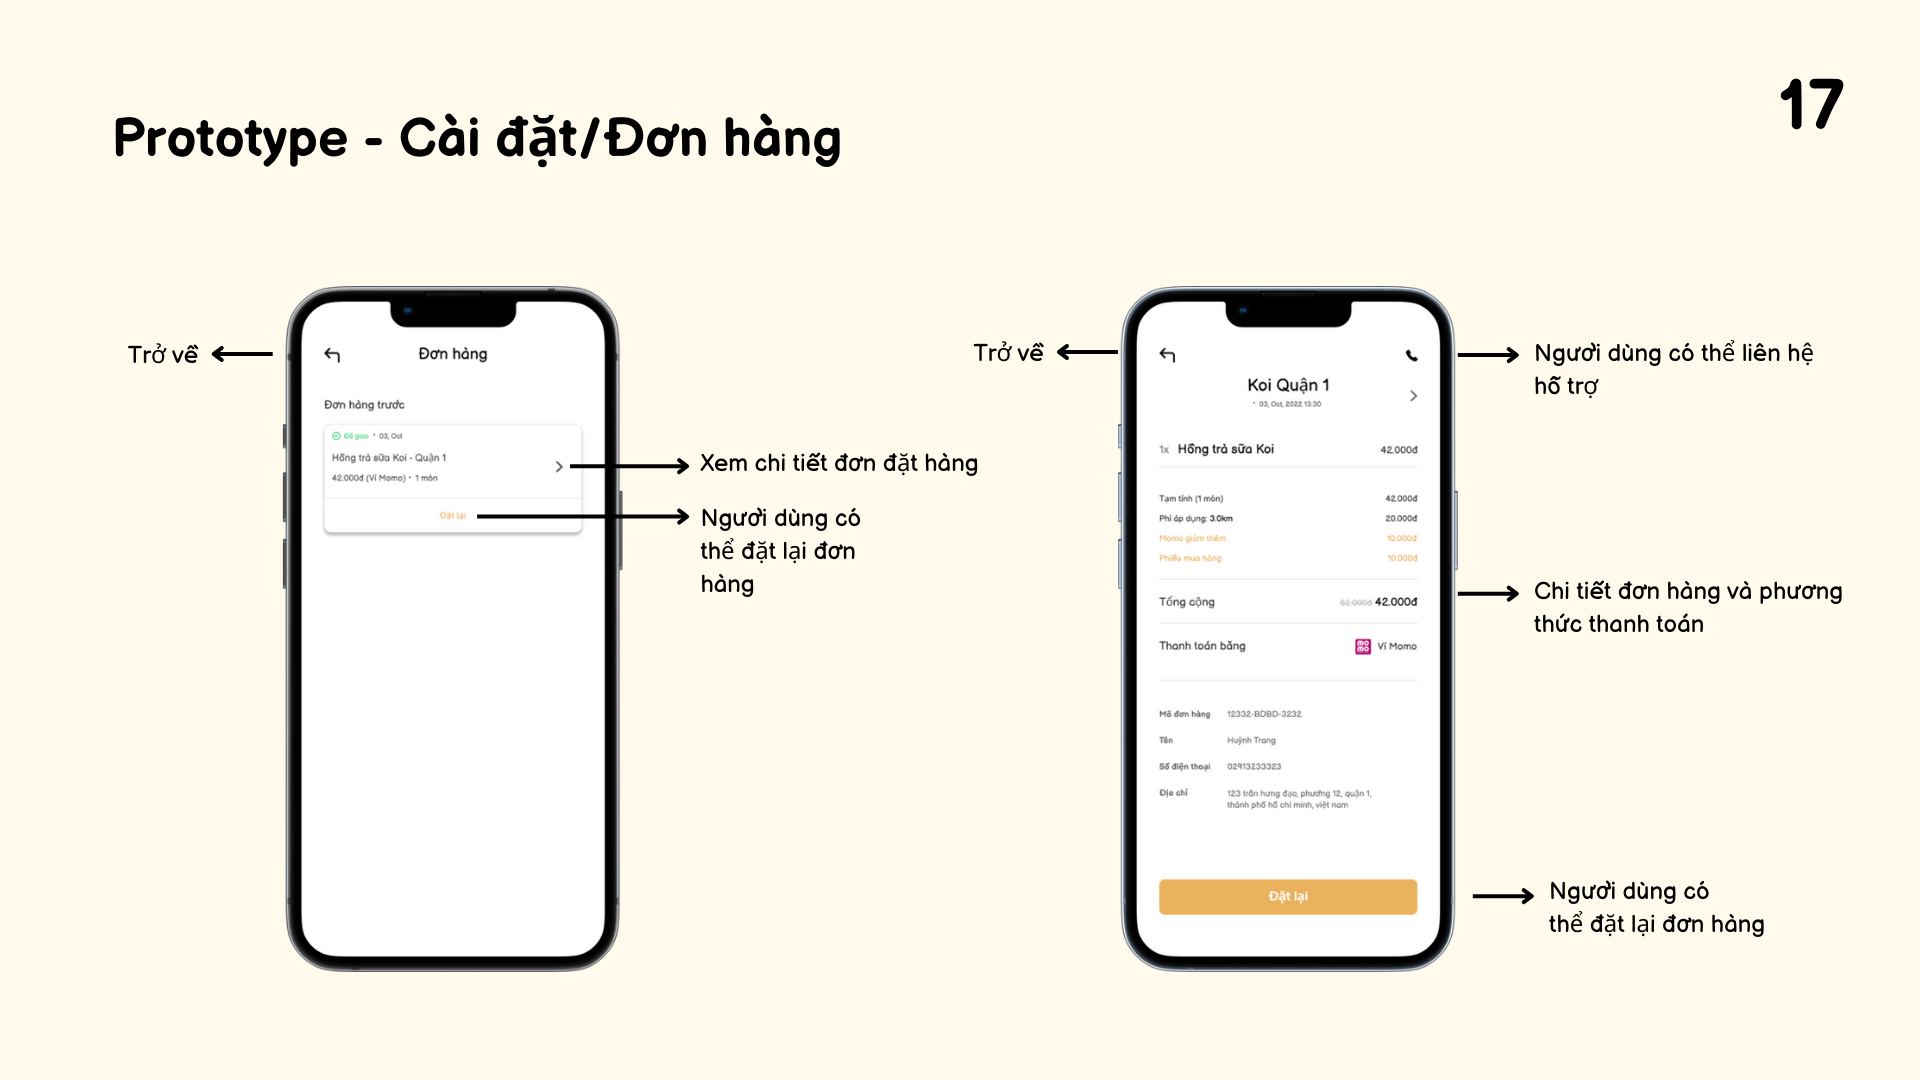 17
Prototype - Cài đặt/Đơn hàng
Trở về
Đơn hàng
Đơn hàng trước
Đã giao • 03, Oct
Hồng trà sữa Koi - Quận 1
42.000đ (Ví Momo) • 1 món
Đặt lại
Xem chi tiết đơn đặt hàng
Người dùng có
thể đặt lại đơn
hàng
Trở về
Koi Quận 1
• 03, Oct, 2022 13:30
1x Hồng trà sữa Koi 42.000đ
Tạm tính (1 món) 42.000đ
Phí áp dụng: 3.0km 20.000đ
Momo giảm thêm 10.000đ
Phiếu mua hàng 10.000đ
Tổng cộng 62.000đ 42.000đ
Thanh toán bằng momo Ví Momo
Mã đơn hàng 12332-BDBD-3232
Tên Huỳnh Trang
Số điện thoại 02913233323
Địa chỉ 123 trần hưng đạo, phường 12, quận 1,
thành phố hồ chí minh, việt nam
Đặt lại
Người dùng có thể liên hệ
hỗ trợ
Chi tiết đơn hàng và phương
thức thanh toán
Người dùng có
thể đặt lại đơn hàng